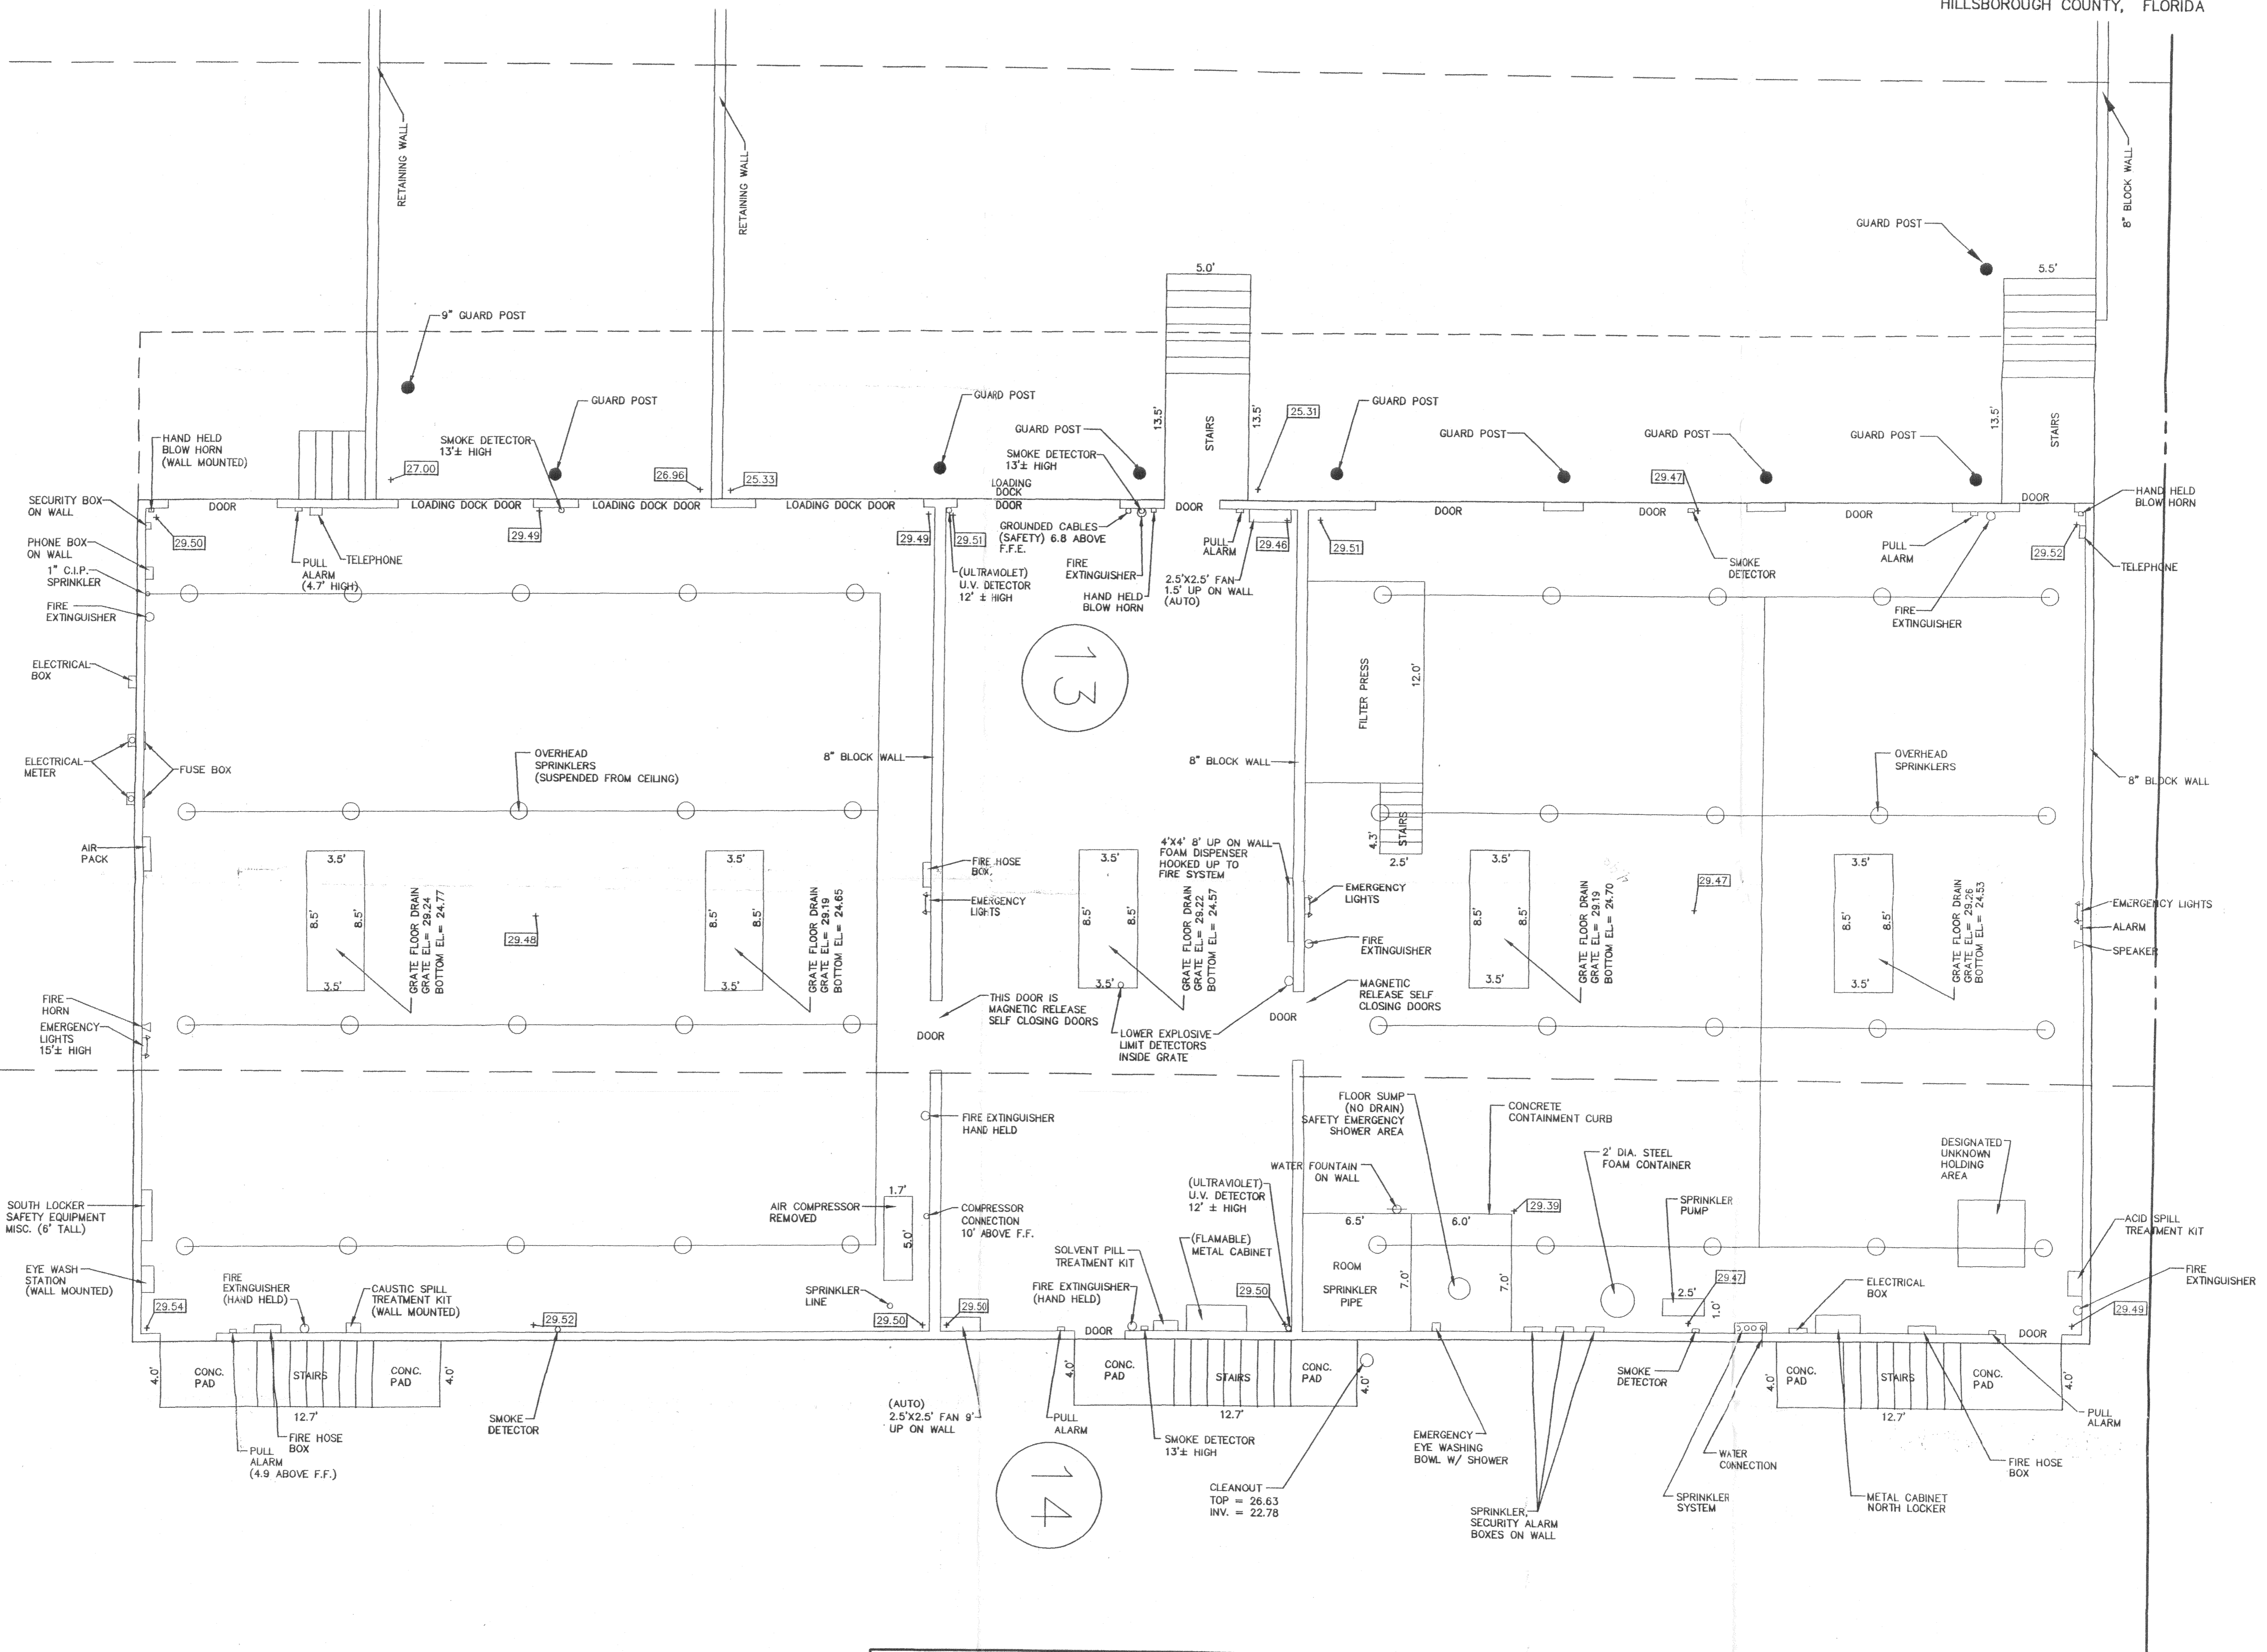 HILLSBOROUGH COUNTY, FLORIDA
RETAINING WALL
RETAINING WALL
8" BLOCK WALL
GUARD POST
5.0'
5.5'
9" GUARD POST
GUARD POST
GUARD POST
GUARD POST
13.5'
STAIRS
13.5'
25.31
GUARD POST
GUARD POST
GUARD POST
GUARD POST
13.5'
STAIRS
HAND HELD
BLOW HORN
(WALL MOUNTED)
SMOKE DETECTOR
13'± HIGH
SMOKE DETECTOR
13'± HIGH
27.00
26.96
25.33
29.47
SECURITY BOX
ON WALL
DOOR
LOADING DOCK DOOR
LOADING DOCK DOOR
LOADING DOCK DOOR
LOADING
DOCK
DOOR
DOOR
DOOR
DOOR
DOOR
DOOR
HAND HELD
BLOW HORN
29.50
29.49
29.49
29.51
GROUNDED CABLES
(SAFETY) 6.8 ABOVE
F.F.E.
PULL
ALARM
29.46
29.51
PULL
ALARM
29.52
PHONE BOX
ON WALL
1" C.I.P.
SPRINKLER
FIRE
EXTINGUISHER
PULL
ALARM
(4.7' HIGH)
TELEPHONE
(ULTRAVIOLET)
U.V. DETECTOR
12' ± HIGH
FIRE
EXTINGUISHER
HAND HELD
BLOW HORN
2.5'X2.5' FAN
1.5' UP ON WALL
(AUTO)
SMOKE
DETECTOR
TELEPHONE
FIRE
EXTINGUISHER
13
FILTER PRESS
12.0'
ELECTRICAL
BOX
ELECTRICAL
METER
FUSE BOX
OVERHEAD
SPRINKLERS
(SUSPENDED FROM CEILING)
8" BLOCK WALL
8" BLOCK WALL
OVERHEAD
SPRINKLERS
8" BLOCK WALL
AIR
PACK
4.3'
STAIRS
2.5'
4'X4' 8' UP ON WALL
FOAM DISPENSER
HOOKED UP TO
FIRE SYSTEM
3.5'
8.5'
8.5'
3.5'
GRATE FLOOR DRAIN
GRATE EL.= 29.24
BOTTOM EL.= 24.77
29.48
3.5'
8.5'
8.5'
3.5'
GRATE FLOOR DRAIN
GRATE EL.= 29.19
BOTTOM EL.= 24.65
FIRE HOSE
BOX
EMERGENCY
LIGHTS
3.5'
8.5'
8.5'
3.5'
GRATE FLOOR DRAIN
GRATE EL.= 29.22
BOTTOM EL.= 24.57
EMERGENCY
LIGHTS
FIRE
EXTINGUISHER
3.5'
8.5'
8.5'
3.5'
GRATE FLOOR DRAIN
GRATE EL.= 29.19
BOTTOM EL.= 24.70
29.47
3.5'
8.5'
8.5'
3.5'
GRATE FLOOR DRAIN
GRATE EL.= 29.26
BOTTOM EL.= 24.53
EMERGENCY LIGHTS
ALARM
SPEAKER
FIRE
HORN
EMERGENCY
LIGHTS
15'± HIGH
THIS DOOR IS
MAGNETIC RELEASE
SELF CLOSING DOORS
DOOR
LOWER EXPLOSIVE
LIMIT DETECTORS
INSIDE GRATE
DOOR
MAGNETIC
RELEASE SELF
CLOSING DOORS
FIRE EXTINGUISHER
HAND HELD
FLOOR SUMP
(NO DRAIN)
SAFETY EMERGENCY
SHOWER AREA
CONCRETE
CONTAINMENT CURB
2' DIA. STEEL
FOAM CONTAINER
DESIGNATED
UNKNOWN
HOLDING
AREA
WATER FOUNTAIN
ON WALL
SOUTH LOCKER
SAFETY EQUIPMENT
MISC. (6' TALL)
AIR COMPRESSOR
REMOVED
1.7'
5.0'
COMPRESSOR
CONNECTION
10' ABOVE F.F.
(ULTRAVIOLET)
U.V. DETECTOR
12' ± HIGH
6.5'
6.0'
29.39
SPRINKLER
PUMP
ACID SPILL
TREATMENT KIT
EYE WASH
STATION
(WALL MOUNTED)
FIRE
EXTINGUISHER
(HAND HELD)
CAUSTIC SPILL
TREATMENT KIT
(WALL MOUNTED)
SPRINKLER
LINE
SOLVENT PILL
TREATMENT KIT
(FLAMABLE)
METAL CABINET
FIRE EXTINGUISHER
(HAND HELD)
ROOM
SPRINKLER
PIPE
7.0'
7.0'
2.5'
1.0'
29.47
ELECTRICAL
BOX
FIRE
EXTINGUISHER
29.54
29.52
29.50
29.50
29.50
29.49
DOOR
DOOR
4.0'
CONC.
PAD
STAIRS
CONC.
PAD
4.0'
12.7'
4.0'
CONC.
PAD
STAIRS
CONC.
PAD
4.0'
12.7'
SMOKE
DETECTOR
4.0'
CONC.
PAD
STAIRS
CONC.
PAD
4.0'
12.7'
PULL
ALARM
(4.9 ABOVE F.F.)
FIRE HOSE
BOX
SMOKE
DETECTOR
(AUTO)
2.5'X2.5' FAN 9'
UP ON WALL
PULL
ALARM
SMOKE DETECTOR
13'± HIGH
CLEANOUT
TOP = 26.63
INV. = 22.78
EMERGENCY
EYE WASHING
BOWL W/ SHOWER
SPRINKLER,
SECURITY ALARM
BOXES ON WALL
WATER
CONNECTION
SPRINKLER
SYSTEM
METAL CABINET
NORTH LOCKER
FIRE HOSE
BOX
PULL
ALARM
14